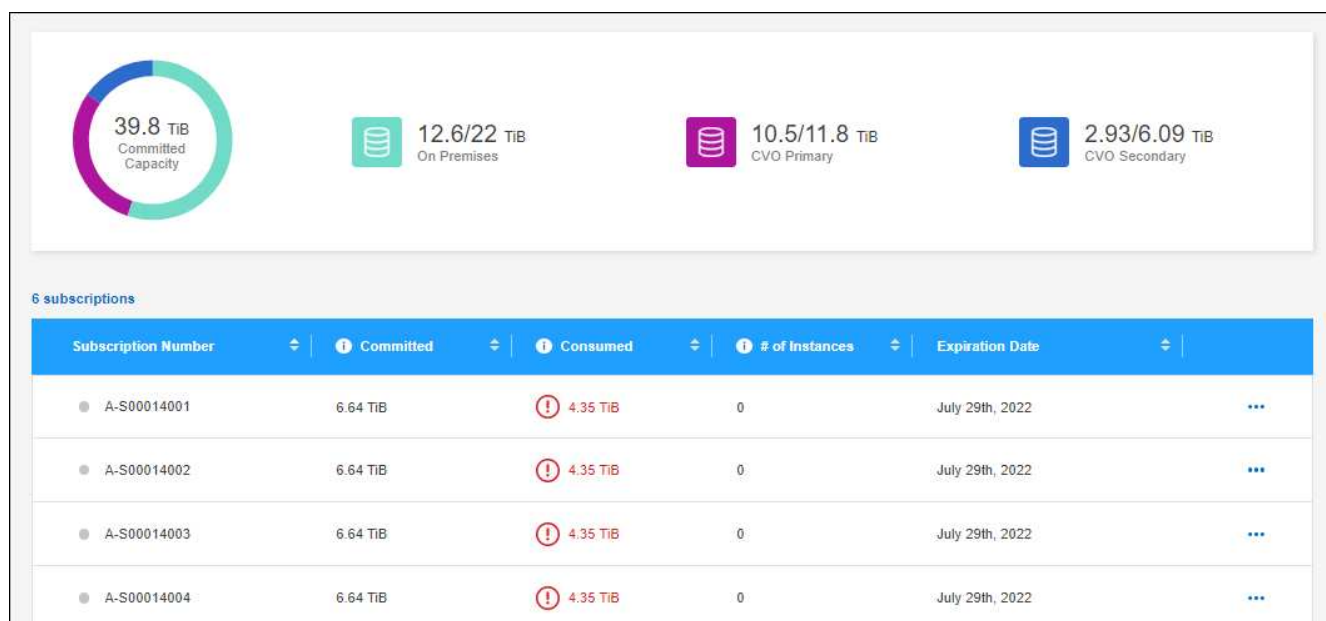 39.8 TiB
Committed
Capacity
12.6/22 TiB
On Premises
10.5/11.8 TiB
CVO Primary
2.93/6.09 TiB
CVO Secondary
6 subscriptions
Subscription Number Committed Consumed # of Instances Expiration Date
A-S00014001 6.64 TiB 4.35 TiB 0 July 29th, 2022
A-S00014002 6.64 TiB 4.35 TiB 0 July 29th, 2022
A-S00014003 6.64 TiB 4.35 TiB 0 July 29th, 2022
A-S00014004 6.64 TiB 4.35 TiB 0 July 29th, 2022